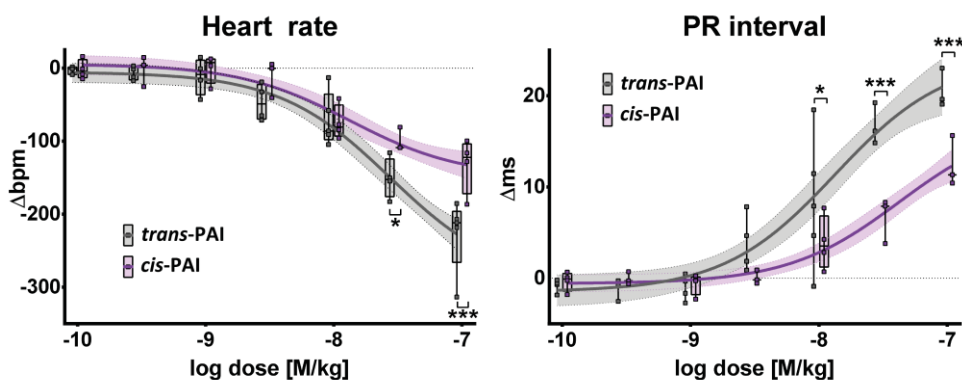 Heart rate
0
-100
-200
-300
Δbpm
trans-PAI
cis-PAI
*
***
-10
-9
-8
-7
log dose [M/kg]
PR interval
20
10
0
Δms
trans-PAI
cis-PAI
*
***
***
-10
-9
-8
-7
log dose [M/kg]